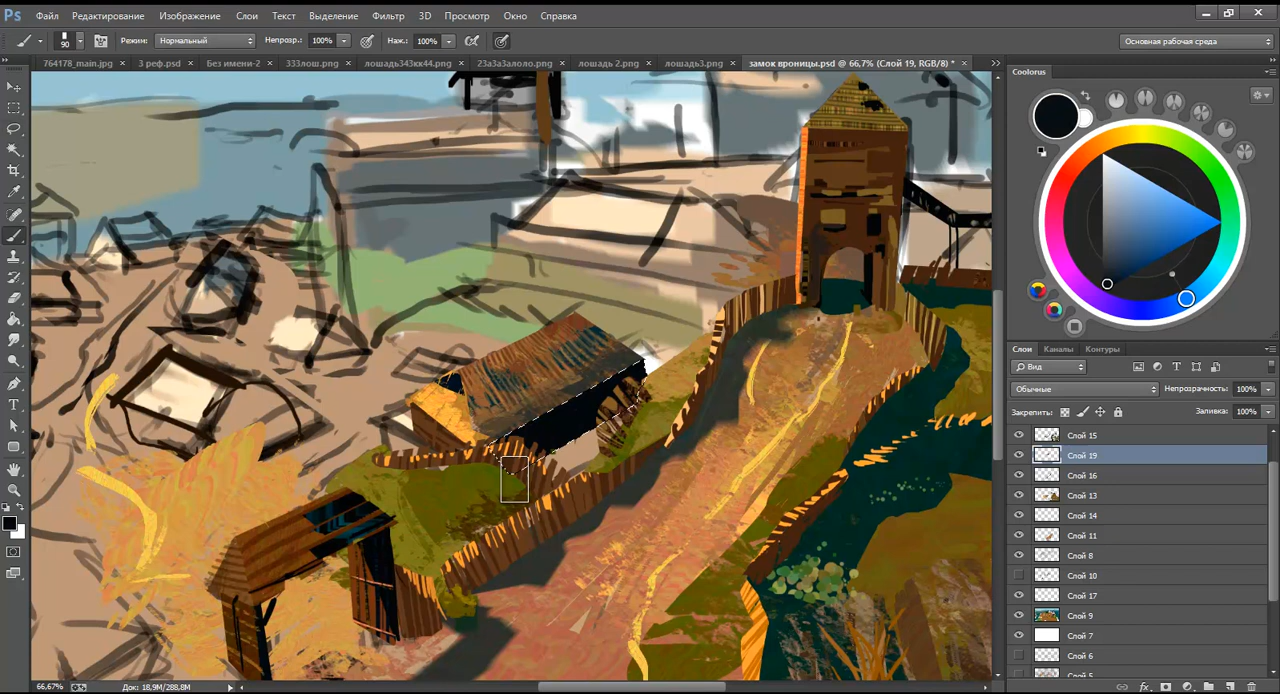 Ps Файл Редактирование Изображение Слои Текст Выделение Фильтр 3D Просмотр Окно Справка
90 Режим: Нормальный Непрозр.: 100% Наж.: 100% Основная рабочая среда
764178_main.jpg × 3 реф.psd × Без имени-2 × 333лош.png × лошадь343кк44.png × 23а3а3алоло.png × лошадь 2.png × лошадь3.png × замок вроницы.psd @ 66,7% (Слой 19, RGB/8) * ×
Coolorus
Слои Каналы Контуры
Вид
Обычные Непрозрачность: 100%
Закрепить: Заливка: 100%
Слой 15
Слой 19
Слой 16
Слой 13
Слой 14
Слой 11
Слой 8
Слой 10
Слой 17
Слой 9
Слой 7
Слой 6
Слой 5
66,67% Док: 18,9M/288,8M
fx